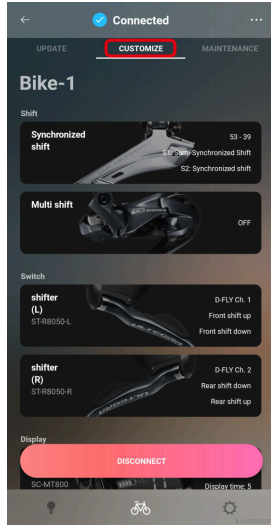 Connected
UPDATE CUSTOMIZE MAINTENANCE
Bike-1
Shift
Synchronized shift
53 - 39
S1: Semi-Synchronized Shift
S2: Synchronized shift
Multi shift
OFF
Switch
shifter
(L)
ST-R8050-L
D-FLY Ch. 1
Front shift up
Front shift down
shifter
(R)
ST-R8050-R
D-FLY Ch. 2
Rear shift down
Rear shift up
Display
DISCONNECT
SC-MT800
Display time: 5